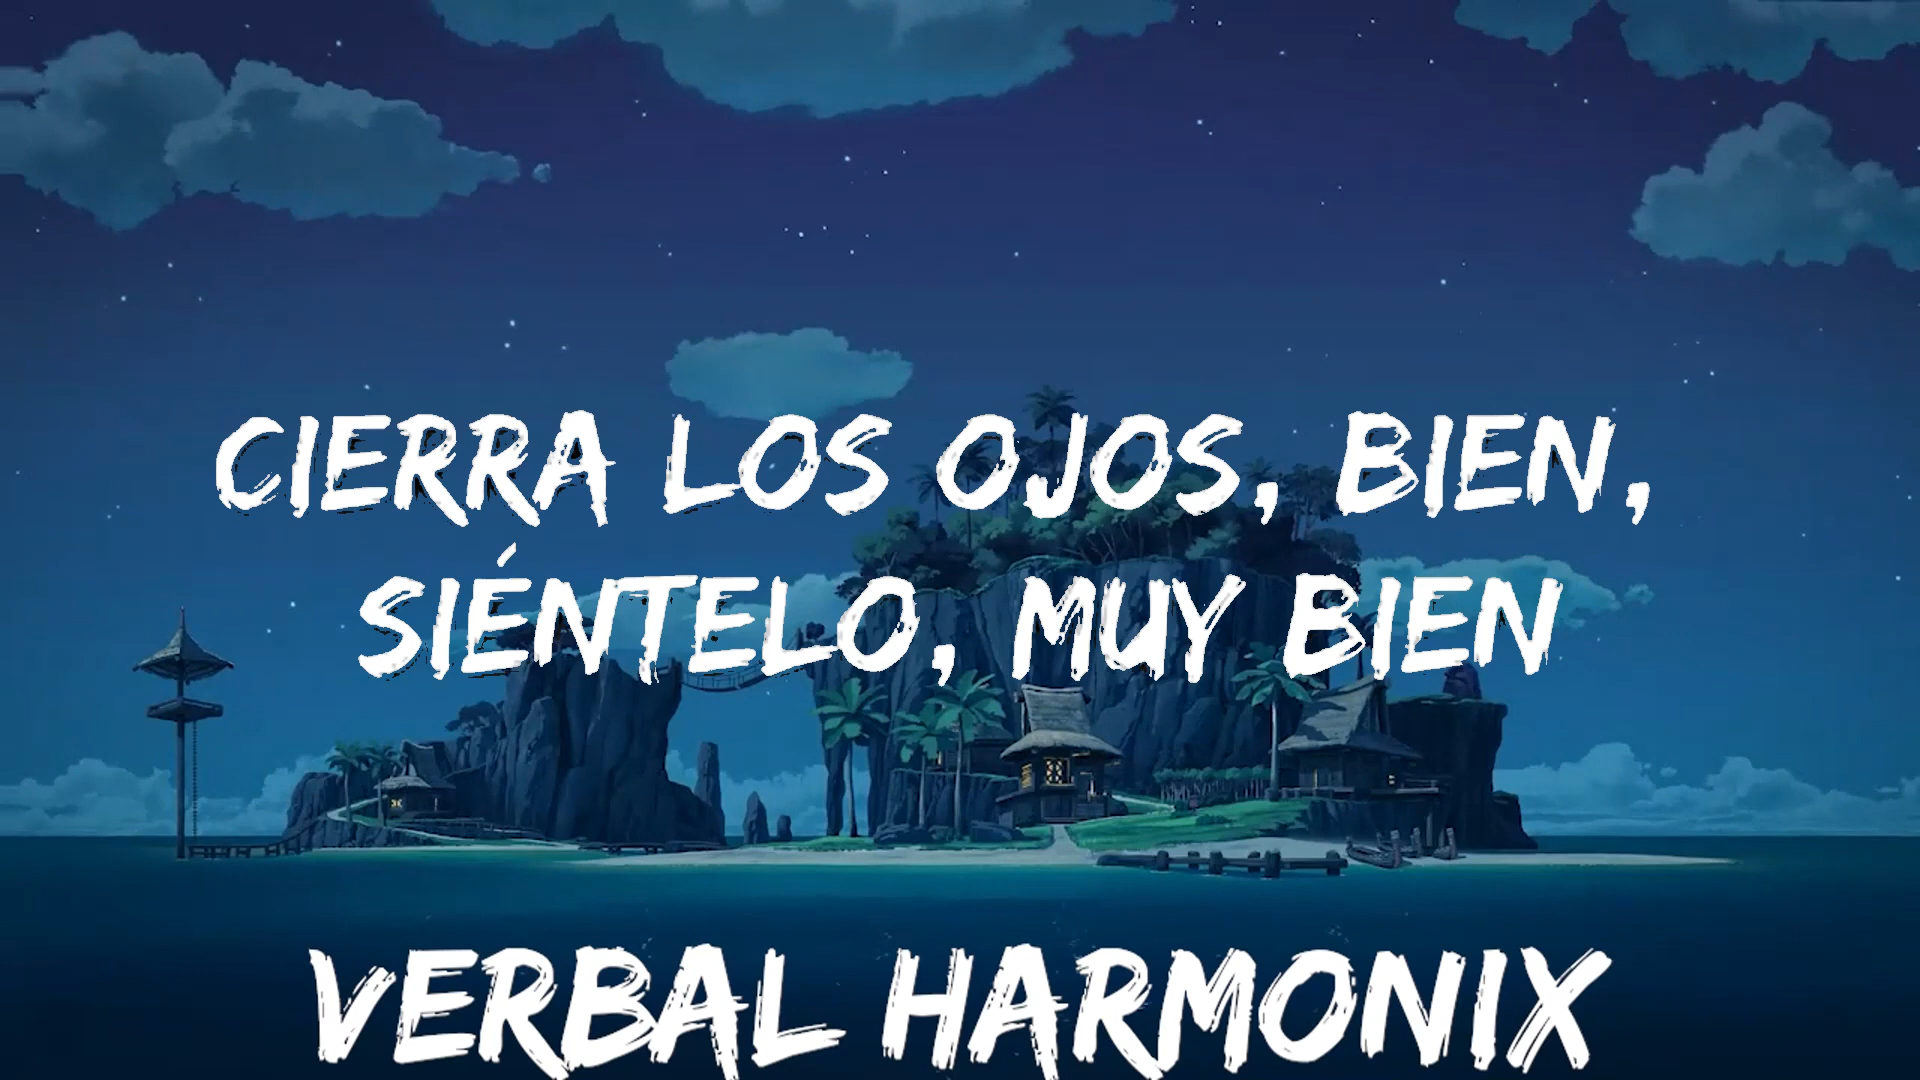 CIERRA LOS OJOS, BIEN,
SIÉNTELO, MUY BIEN
VERBAL HARMONIX